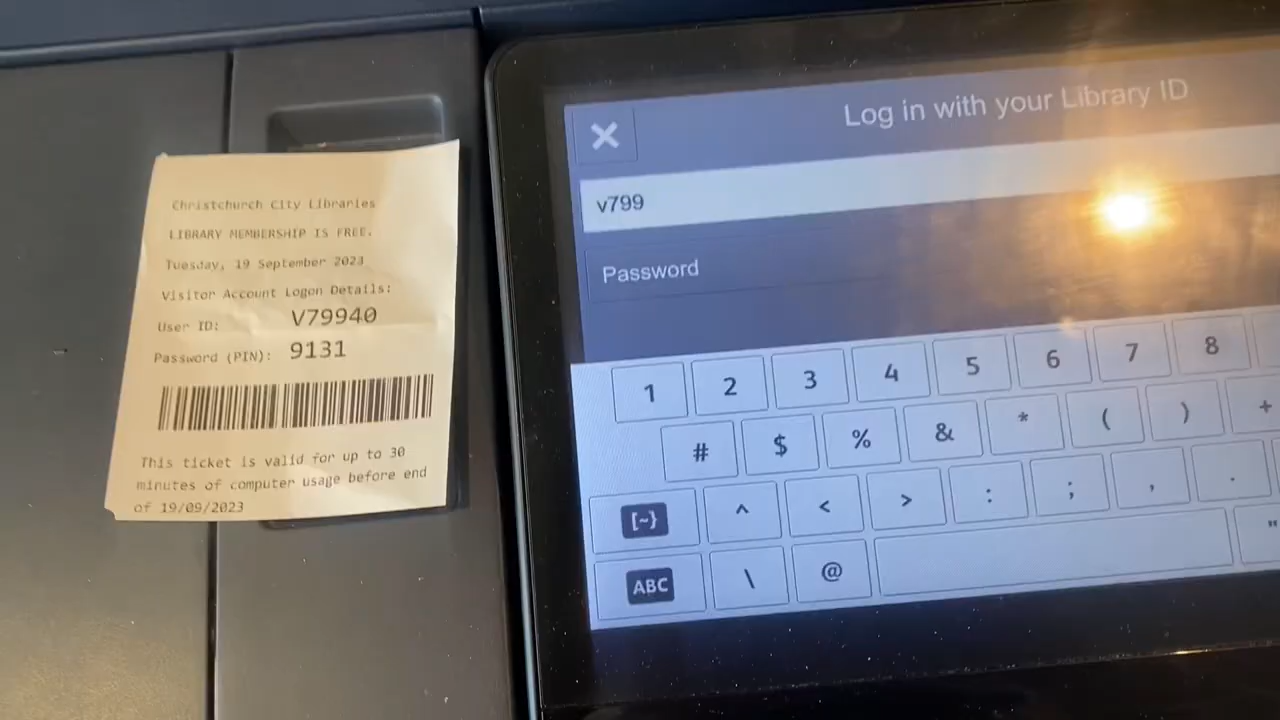 Christchurch City Libraries
LIBRARY MEMBERSHIP IS FREE.
Tuesday, 19 September 2023
Visitor Account Logon Details:
User ID: V79940
Password (PIN): 9131
This ticket is valid for up to 30
minutes of computer usage before end
of 19/09/2023
Log in with your Library ID
v799
Password
1 2 3 4 5 6 7 8
# $ % & * ( ) +
[~} ^ < > : ; , .
ABC \ @ "